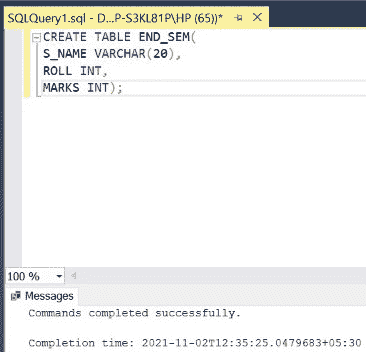 SQLQuery1.sql - D...P-S3KL81P\HP (65))*
CREATE TABLE END_SEM(
S_NAME VARCHAR(20),
ROLL INT,
MARKS INT);
100 %
Messages
Commands completed successfully.
Completion time: 2021-11-02T12:35:25.0479683+05:30